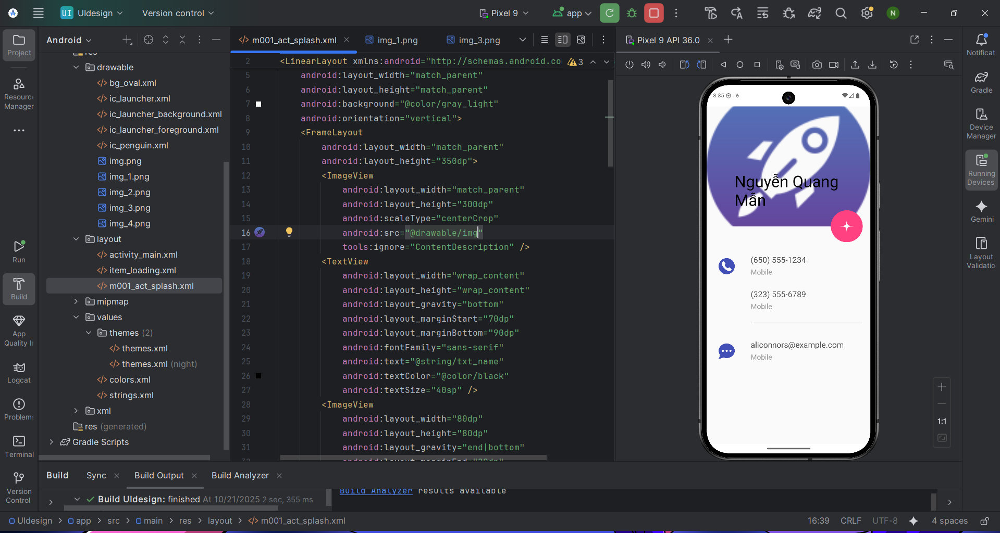 UI UIdesign Version control Pixel 9 app N
Project
Resourc
Manager
Run
Build
App
Quality I
Logcat
Problem
Terminal
Version
Control
Android
res
drawable
bg_oval.xml
ic_launcher.xml
ic_launcher_background.xml
ic_launcher_foreground.xml
ic_penguin.xml
img.png
img_1.png
img_2.png
img_3.png
img_4.png
layout
activity_main.xml
item_loading.xml
m001_act_splash.xml
mipmap
values
themes (2)
themes.xml
themes.xml (night)
colors.xml
strings.xml
xml
res (generated)
Gradle Scripts
m001_act_splash.xml img_1.png img_3.png
2 <LinearLayout xmlns:android="http://schemas.android.co 3
5 android:layout_width="match_parent"
6 android:layout_height="match_parent"
7 android:background="@color/gray_light"
8 android:orientation="vertical">
9 <FrameLayout
10 android:layout_width="match_parent"
11 android:layout_height="350dp">
12 <ImageView
13 android:layout_width="match_parent"
14 android:layout_height="300dp"
15 android:scaleType="centerCrop"
16 android:src="@drawable/img"
17 tools:ignore="ContentDescription" />
18 <TextView
19 android:layout_width="wrap_content"
20 android:layout_height="wrap_content"
21 android:layout_gravity="bottom"
22 android:layout_marginStart="70dp"
23 android:layout_marginBottom="90dp"
24 android:fontFamily="sans-serif"
25 android:text="@string/txt_name"
26 android:textColor="@color/black"
27 android:textSize="40sp" />
28 <ImageView
29 android:layout_width="80dp"
30 android:layout_height="80dp"
31 android:layout_gravity="end|bottom"
Pixel 9 API 36.0
8:35
Nguyễn Quang
Mẫn
(650) 555-1234
Mobile
(323) 555-6789
Mobile
aliconnors@example.com
Mobile
1:1
Notificat
Gradle
Device
Manager
Running
Devices
Gemini
Layout
Validatio
Build Sync Build Output Build Analyzer
Build UIdesign: finished At 10/21/2025 2 sec, 355 ms
Build Analyzer results available
UIdesign > app > src > main > res > layout > m001_act_splash.xml
16:39 CRLF UTF-8 4 spaces